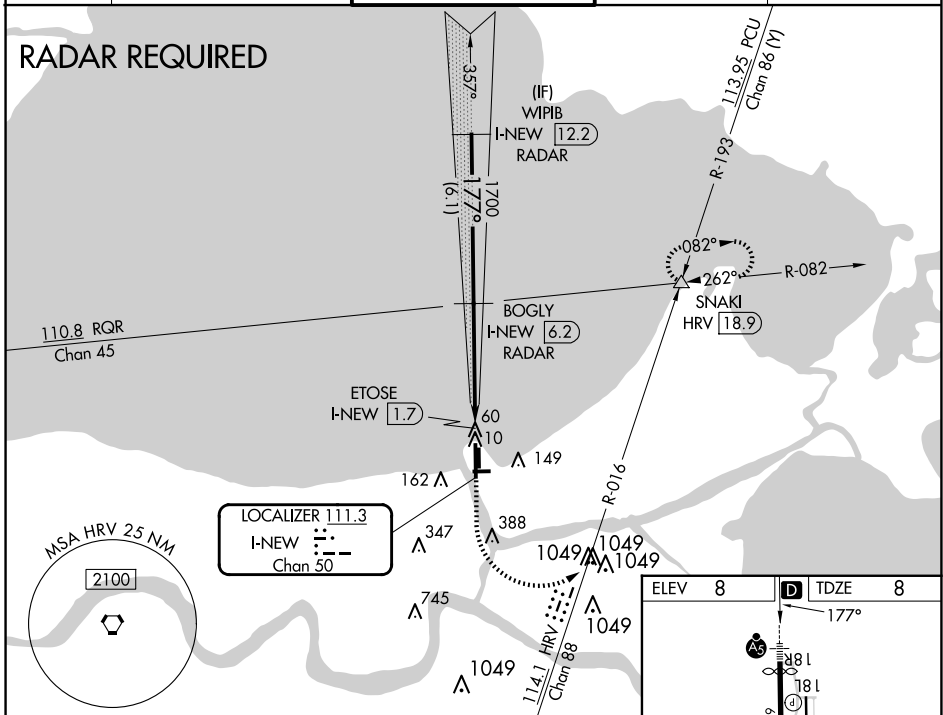 RADAR REQUIRED
357°
(IF)
WIPIB
I-NEW 12.2
RADAR
113.95 PCU
Chan 86 (Y)
R-193
1700
177°
(6.1)
082°
262°
R-082
SNAKI
HRV 18.9
BOGLY
I-NEW 6.2
RADAR
110.8 RQR
Chan 45
ETOSE
I-NEW 1.7
60
10
149
162
R-016
LOCALIZER 111.3
I-NEW
Chan 50
347
388
1049
1049
1049
MSA HRV 25 NM
2100
745
1049
1049
114.1 HRV
Chan 88
ELEV 8
D
TDZE 8
177°
A5
18R
18L
P